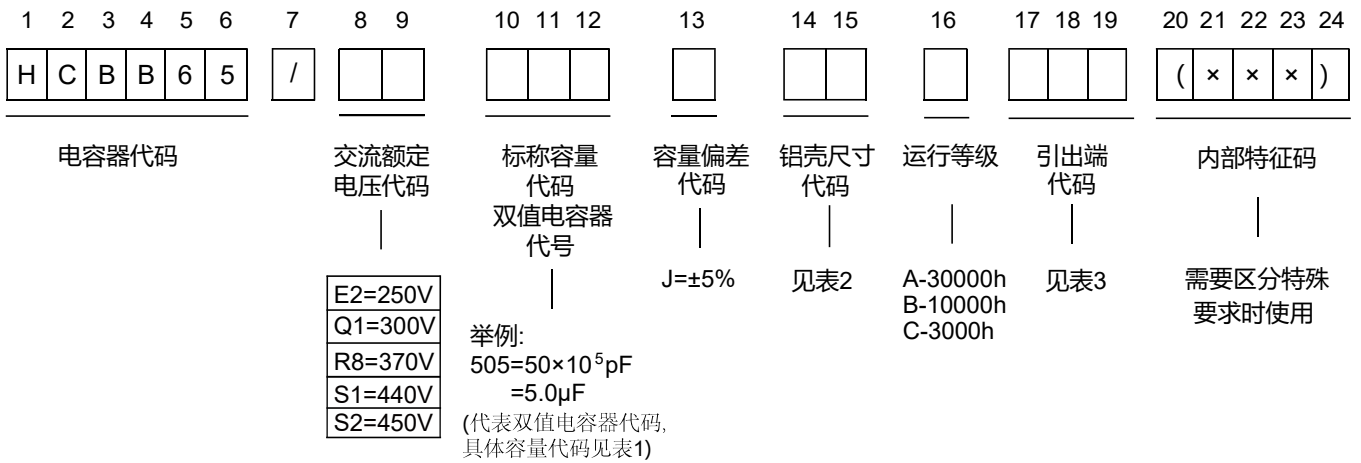 1 2 3 4 5 6 7 8 9 10 11 12 13 14 15 16 17 18 19 20 21 22 23 24
H C B B 6 5 / ( × × × )
电容器代码
交流额定
电压代码
E2=250V
Q1=300V
R8=370V
S1=440V
S2=450V
标称容量
代码
双值电容器
代号
举例:
505=50×10⁵pF
=5.0μF
(代表双值电容器代码,
具体容量代码见表1)
容量偏差
代码
J=±5%
铝壳尺寸
代码
见表2
运行等级
A-30000h
B-10000h
C-3000h
引出端
代码
见表3
内部特征码
需要区分特殊
要求时使用